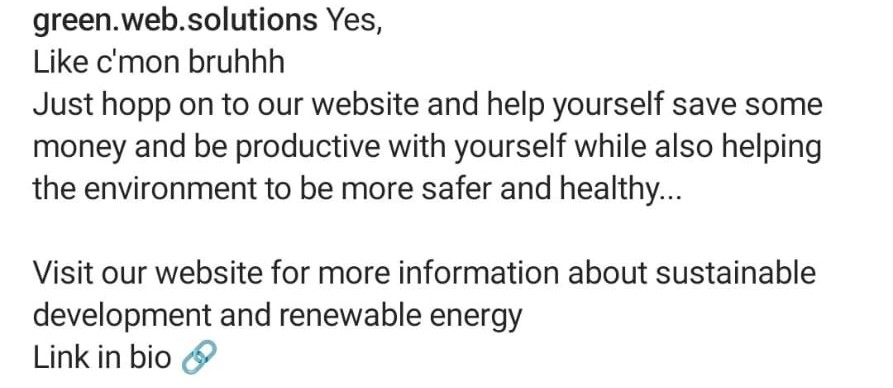 green.web.solutions Yes,
Like c'mon bruhhh
Just hopp on to our website and help yourself save some
money and be productive with yourself while also helping
the environment to be more safer and healthy...
Visit our website for more information about sustainable
development and renewable energy
Link in bio 🔗